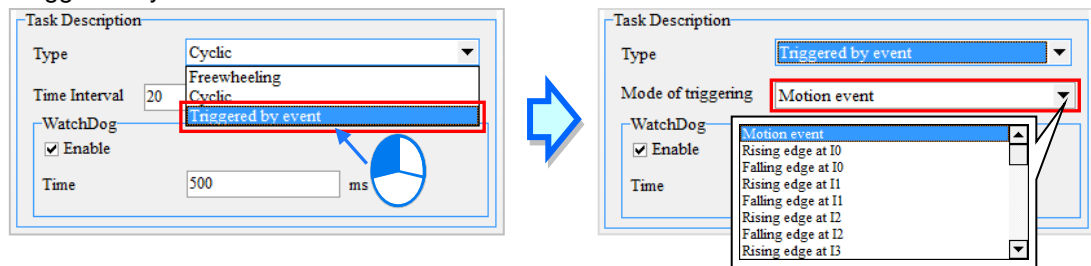 Task Description
Type Cyclic
Freewheeling
Time Interval 20 Cyclic
Triggered by event
WatchDog
Enable
Time 500 ms
Task Description
Type Triggered by event
Mode of triggering Motion event
WatchDog
Enable
Time
Motion event
Rising edge at I0
Falling edge at I0
Rising edge at I1
Falling edge at I1
Rising edge at I2
Falling edge at I2
Rising edge at I3